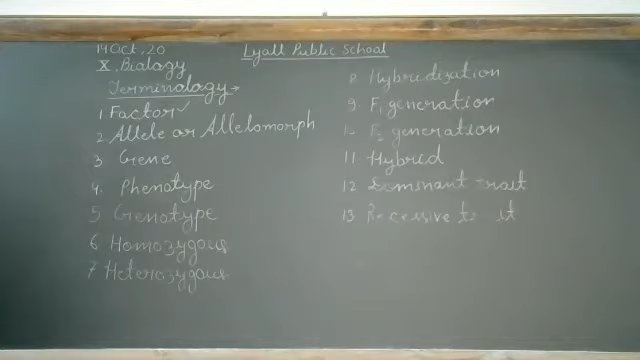 14 Oct, 20
Lyall Public School
X. Biology
Terminology →
1 Factor ✓
2. Allele or Allelomorph
3 Gene
4. Phenotype
5 Genotype
6 Homozygous
7 Heterozygous
8. Hybridization
9. F1 generation
10. F2 generation
11 Hybrid
12 Dominant trait
13 Recessive trait